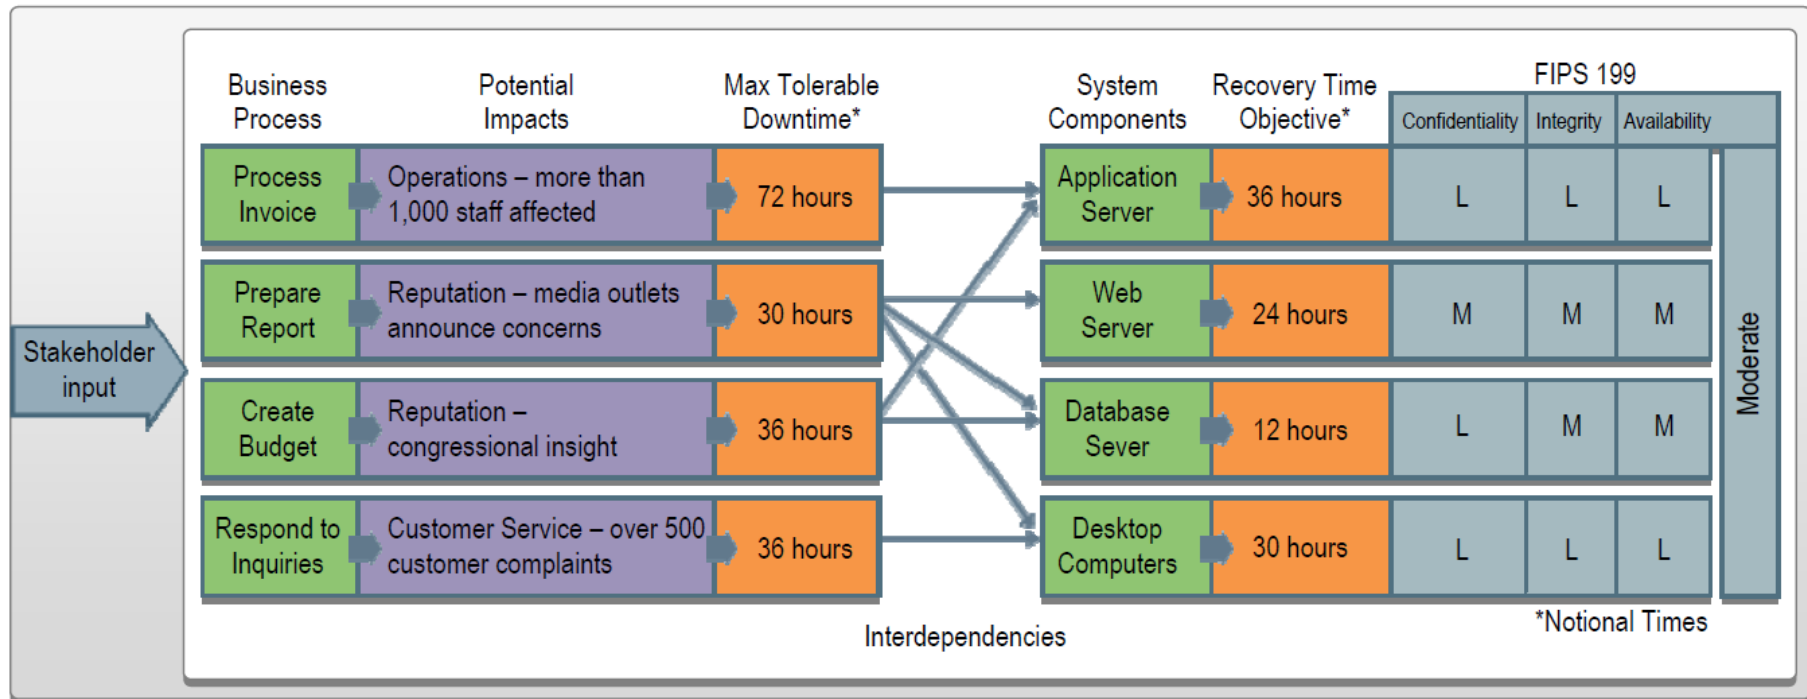 Stakeholder
input
Business
Process
Potential
Impacts
Max Tolerable
Downtime*
System
Components
Recovery Time
Objective*
FIPS 199
Confidentiality
Integrity
Availability
Process
Invoice
Operations – more than
1,000 staff affected
72 hours
Application
Server
36 hours
L
L
L
Prepare
Report
Reputation – media outlets
announce concerns
30 hours
Web
Server
24 hours
M
M
M
Create
Budget
Reputation –
congressional insight
36 hours
Database
Sever
12 hours
L
M
M
Respond to
Inquiries
Customer Service – over 500
customer complaints
36 hours
Desktop
Computers
30 hours
L
L
L
Moderate
*Notional Times
Interdependencies